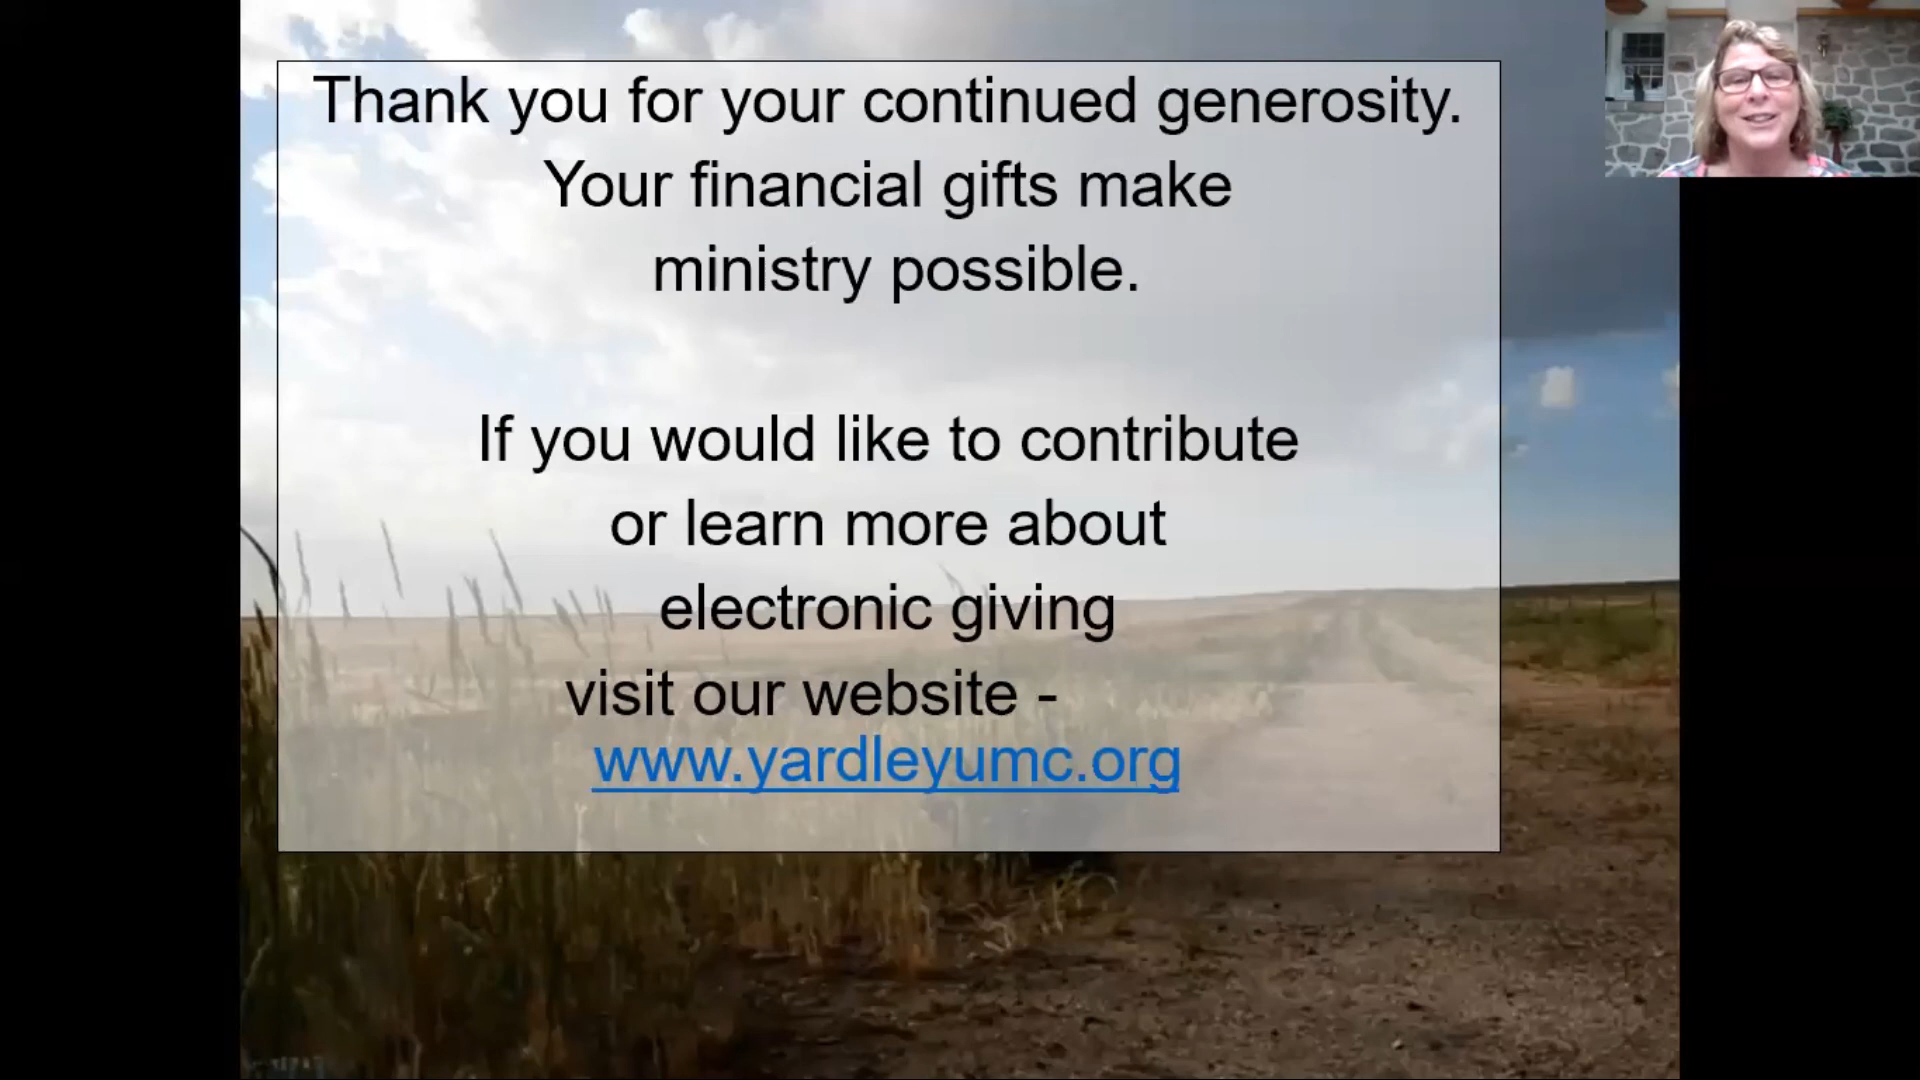 Thank you for your continued generosity.
Your financial gifts make
ministry possible.
If you would like to contribute
or learn more about
electronic giving
visit our website -
www.yardleyumc.org